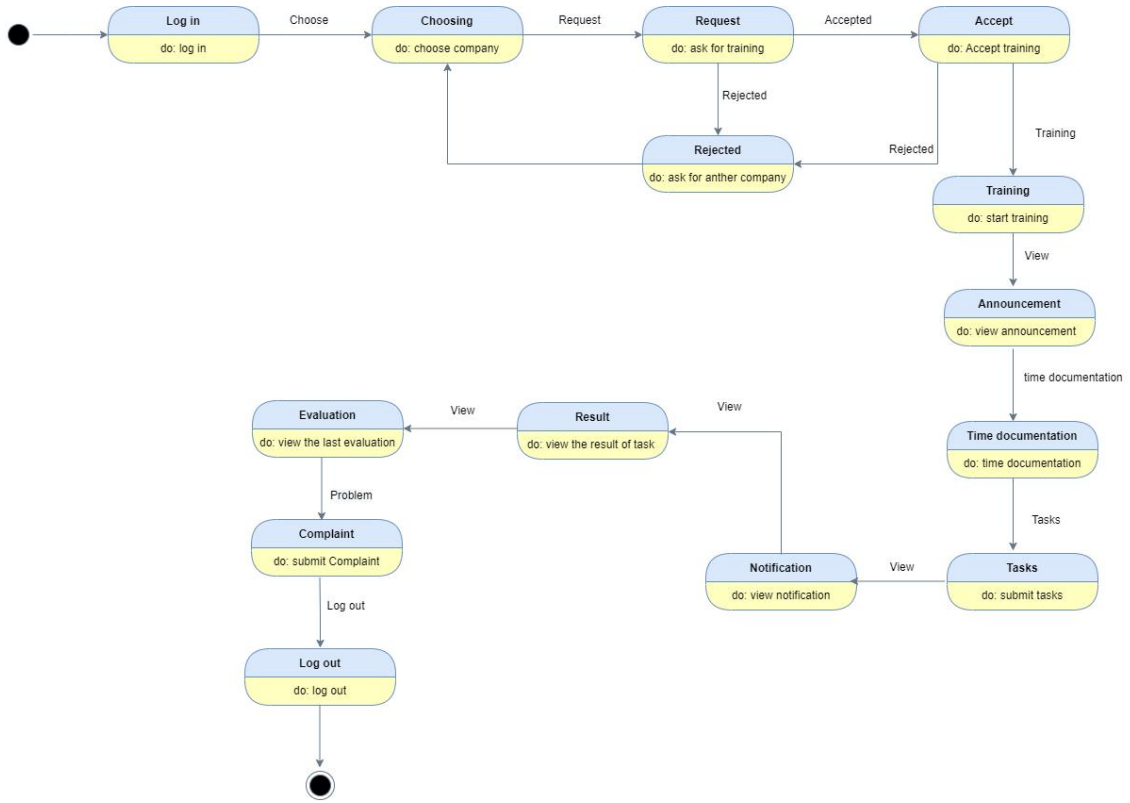 Log in
do: log in
Choose
Choosing
do: choose company
Request
Request
do: ask for training
Accepted
Accept
do: Accept training
Rejected
Rejected
do: ask for anther company
Rejected
Training
Training
do: start training
View
Announcement
do: view announcement
time documentation
Time documentation
do: time documentation
Tasks
Tasks
do: submit tasks
View
Notification
do: view notification
View
Result
do: view the result of task
View
Evaluation
do: view the last evaluation
Problem
Complaint
do: submit Complaint
Log out
Log out
do: log out